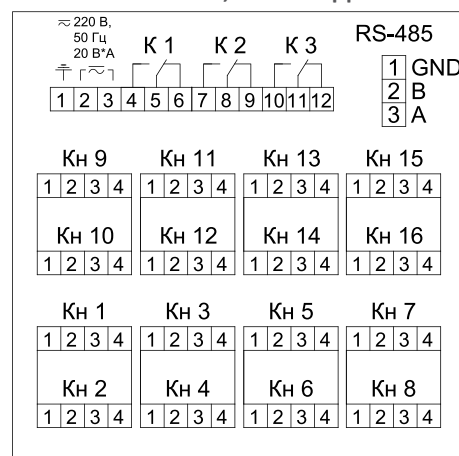 ≂ 220 В,
50 Гц
20 В*А
К 1 К 2 К 3
1 2 3 4 5 6 7 8 9 10 11 12
RS-485
1 GND
2 B
3 A
Кн 9 Кн 11 Кн 13 Кн 15
1 2 3 4 1 2 3 4 1 2 3 4 1 2 3 4
Кн 10 Кн 12 Кн 14 Кн 16
1 2 3 4 1 2 3 4 1 2 3 4 1 2 3 4
Кн 1 Кн 3 Кн 5 Кн 7
1 2 3 4 1 2 3 4 1 2 3 4 1 2 3 4
Кн 2 Кн 4 Кн 6 Кн 8
1 2 3 4 1 2 3 4 1 2 3 4 1 2 3 4